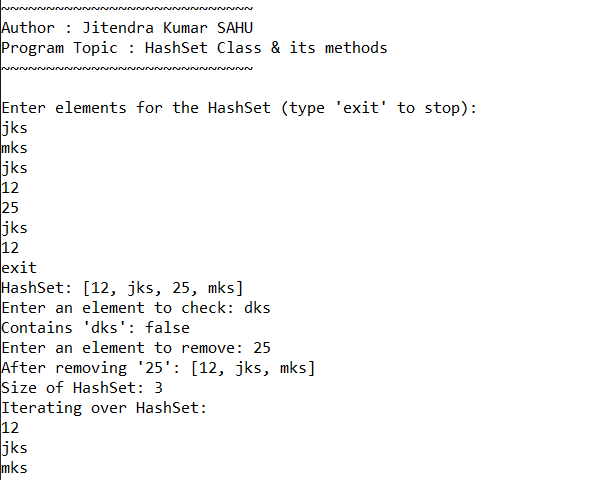 ~~~~~~~~~~~~~~~~~~~~~~~~~~~~
Author : Jitendra Kumar SAHU
Program Topic : HashSet Class & its methods
~~~~~~~~~~~~~~~~~~~~~~~~~~~~
Enter elements for the HashSet (type 'exit' to stop):
jks
mks
jks
12
25
jks
12
exit
HashSet: [12, jks, 25, mks]
Enter an element to check: dks
Contains 'dks': false
Enter an element to remove: 25
After removing '25': [12, jks, mks]
Size of HashSet: 3
Iterating over HashSet:
12
jks
mks